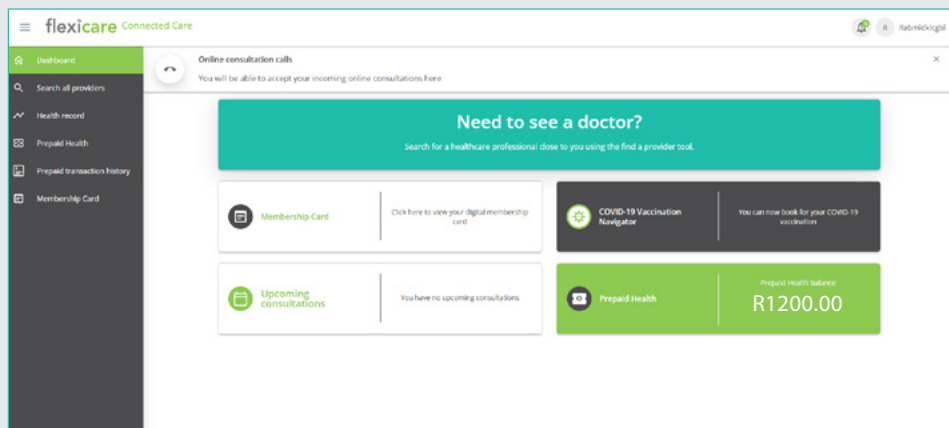 flexicare Connected Care
R
Dashboard
Search all providers
Health record
Prepaid Health
Prepaid transaction history
Membership Card
Online consultation calls
You will be able to accept your incoming online consultations here
Need to see a doctor?
Search for a healthcare professional close to you using the find a provider tool.
Membership Card
Click here to view your digital membership
card
COVID-19 Vaccination
Navigator
You can now book for your COVID-19
vaccination
Upcoming
consultations
You have no upcoming consultations
Prepaid Health
Prepaid Health balance
R1200.00